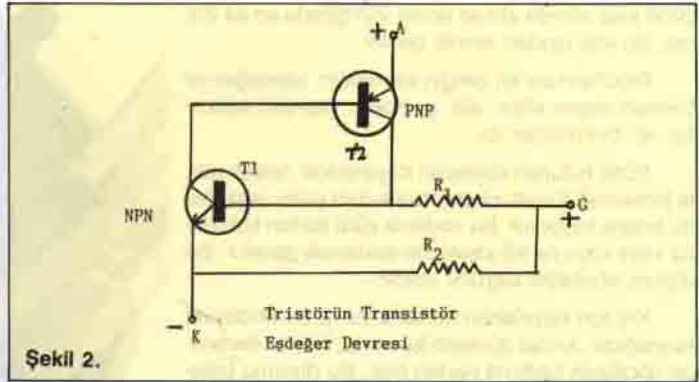 + A
PNP
T2
T1
NPN
R1
G
+
R2
- K
Tristörün Transistör
Eşdeğer Devresi
Şekil 2.